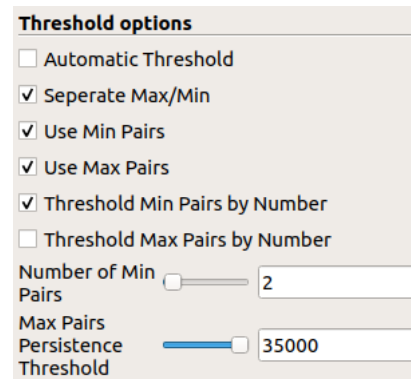 Threshold options
Automatic Threshold
Seperate Max/Min
Use Min Pairs
Use Max Pairs
Threshold Min Pairs by Number
Threshold Max Pairs by Number
Number of Min
Pairs
2
Max Pairs
Persistence
Threshold
35000